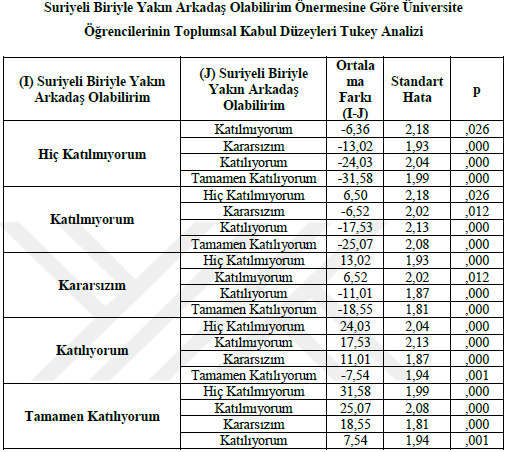 Suriyeli Biriyle Yakın Arkadaş Olabilirim Önermesine Göre Üniversite
Öğrencilerinin Toplumsal Kabul Düzeyleri Tukey Analizi
(I) Suriyeli Biriyle Yakın
Arkadaş Olabilirim
(J) Suriyeli Biriyle
Yakın Arkadaş
Olabilirim
Ortala
ma
Farkı
(I-J)
Standart
Hata
p
Hiç Katılmıyorum
Katılmıyorum -6,36 2,18 ,026
Kararsızım -13,02 1,93 ,000
Katılıyorum -24,03 2,04 ,000
Tamamen Katılıyorum -31,58 1,99 ,000
Katılmıyorum
Hiç Katılmıyorum 6,50 2,18 ,026
Kararsızım -6,52 2,02 ,012
Katılıyorum -17,53 2,13 ,000
Tamamen Katılıyorum -25,07 2,08 ,000
Kararsızım
Hiç Katılmıyorum 13,02 1,93 ,000
Katılmıyorum 6,52 2,02 ,012
Katılıyorum -11,01 1,87 ,000
Tamamen Katılıyorum -18,55 1,81 ,000
Katılıyorum
Hiç Katılmıyorum 24,03 2,04 ,000
Katılmıyorum 17,53 2,13 ,000
Kararsızım 11,01 1,87 ,000
Tamamen Katılıyorum -7,54 1,94 ,001
Tamamen Katılıyorum
Hiç Katılmıyorum 31,58 1,99 ,000
Katılmıyorum 25,07 2,08 ,000
Kararsızım 18,55 1,81 ,000
Katılıyorum 7,54 1,94 ,001